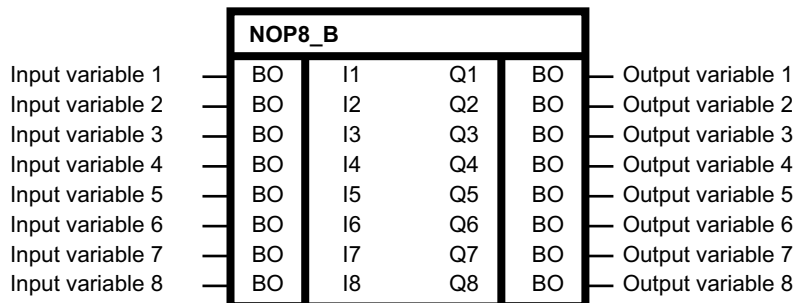 NOP8_B
Input variable 1 BO I1 Q1 BO Output variable 1
Input variable 2 BO I2 Q2 BO Output variable 2
Input variable 3 BO I3 Q3 BO Output variable 3
Input variable 4 BO I4 Q4 BO Output variable 4
Input variable 5 BO I5 Q5 BO Output variable 5
Input variable 6 BO I6 Q6 BO Output variable 6
Input variable 7 BO I7 Q7 BO Output variable 7
Input variable 8 BO I8 Q8 BO Output variable 8